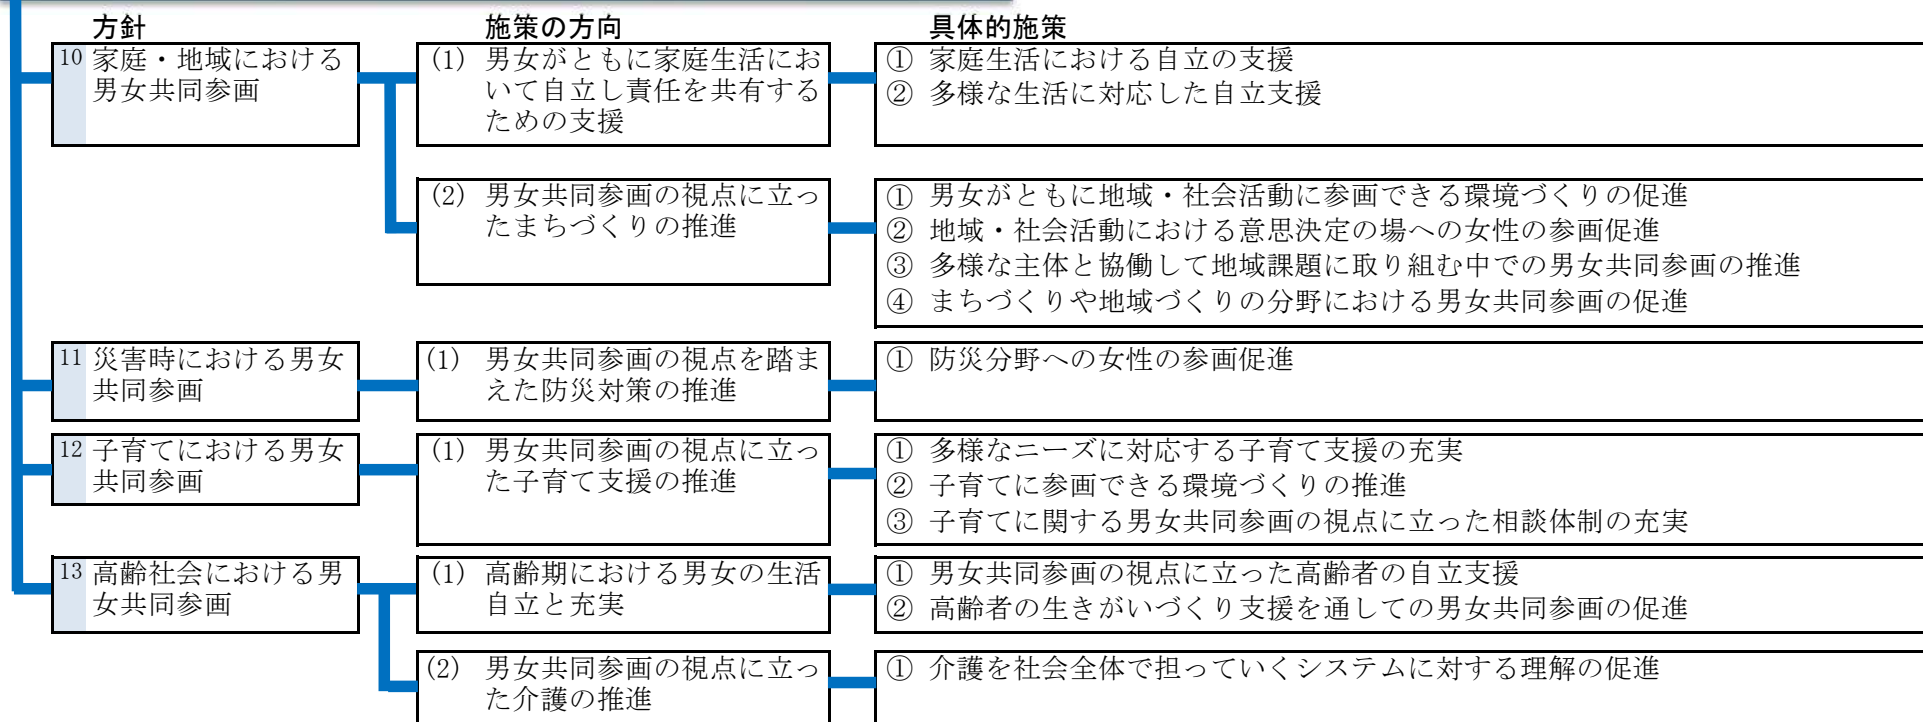 方針 施策の方向 具体的施策
10 家庭・地域における
男女共同参画
(1) 男女がともに家庭生活にお
いて自立し責任を共有する
ための支援
① 家庭生活における自立の支援
② 多様な生活に対応した自立支援
(2) 男女共同参画の視点に立っ
たまちづくりの推進
① 男女がともに地域・社会活動に参画できる環境づくりの促進
② 地域・社会活動における意思決定の場への女性の参画促進
③ 多様な主体と協働して地域課題に取り組む中での男女共同参画の推進
④ まちづくりや地域づくりの分野における男女共同参画の促進
11 災害時における男女
共同参画
(1) 男女共同参画の視点を踏ま
えた防災対策の推進
① 防災分野への女性の参画促進
12 子育てにおける男女
共同参画
(1) 男女共同参画の視点に立っ
た子育て支援の推進
① 多様なニーズに対応する子育て支援の充実
② 子育てに参画できる環境づくりの推進
③ 子育てに関する男女共同参画の視点に立った相談体制の充実
13 高齢社会における男
女共同参画
(1) 高齢期における男女の生活
自立と充実
① 男女共同参画の視点に立った高齢者の自立支援
② 高齢者の生きがいづくり支援を通しての男女共同参画の促進
(2) 男女共同参画の視点に立っ
た介護の推進
① 介護を社会全体で担っていくシステムに対する理解の促進